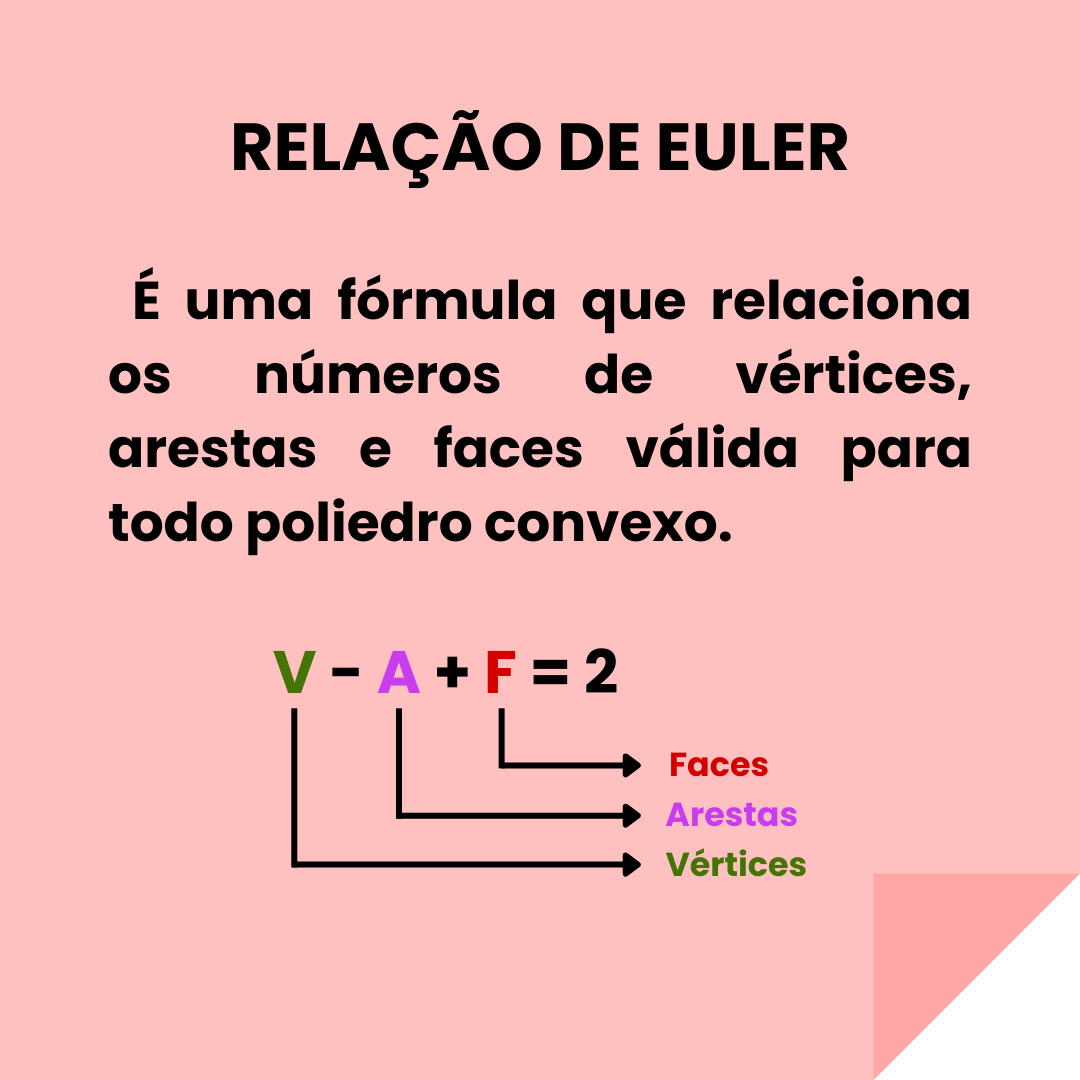 RELAÇÃO DE EULER
É uma fórmula que relaciona
os números de vértices,
arestas e faces válida para
todo poliedro convexo.
V - A + F = 2
Faces
Arestas
Vértices